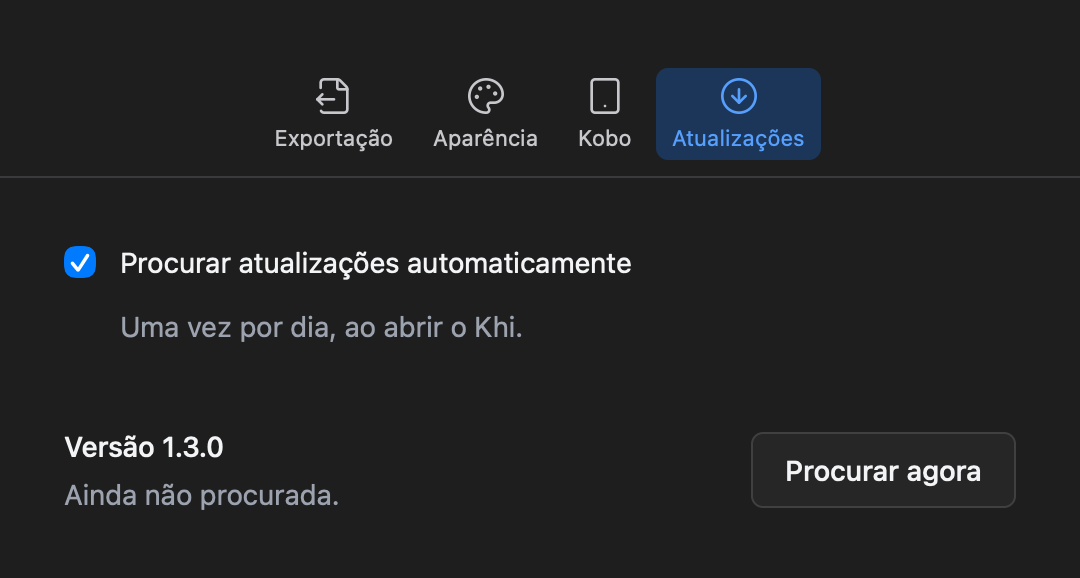 Exportação
Aparência
Kobo
Atualizações
Procurar atualizações automaticamente
Uma vez por dia, ao abrir o Khi.
Versão 1.3.0
Ainda não procurada.
Procurar agora